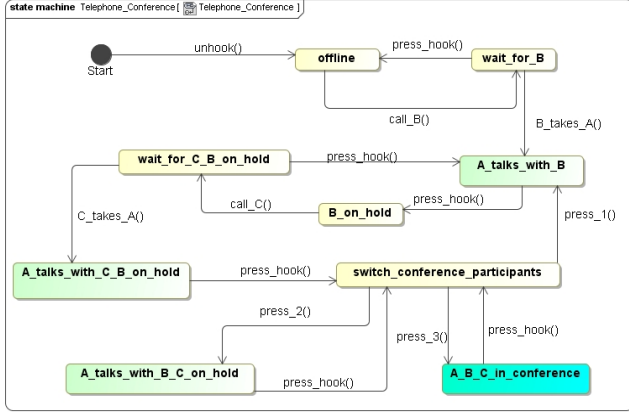 state machine Telephone_Conference [ Telephone_Conference ]
unhook()
press_hook()
offline
wait_for_B
Start
call_B()
B_takes_A()
wait_for_C_B_on_hold
press_hook()
A_talks_with_B
call_C()
press_hook()
B_on_hold
C_takes_A()
press_1()
A_talks_with_C_B_on_hold
press_hook()
switch_conference_participants
press_2()
press_3()
press_hook()
A_talks_with_B_C_on_hold
press_hook()
A_B_C_in_conference